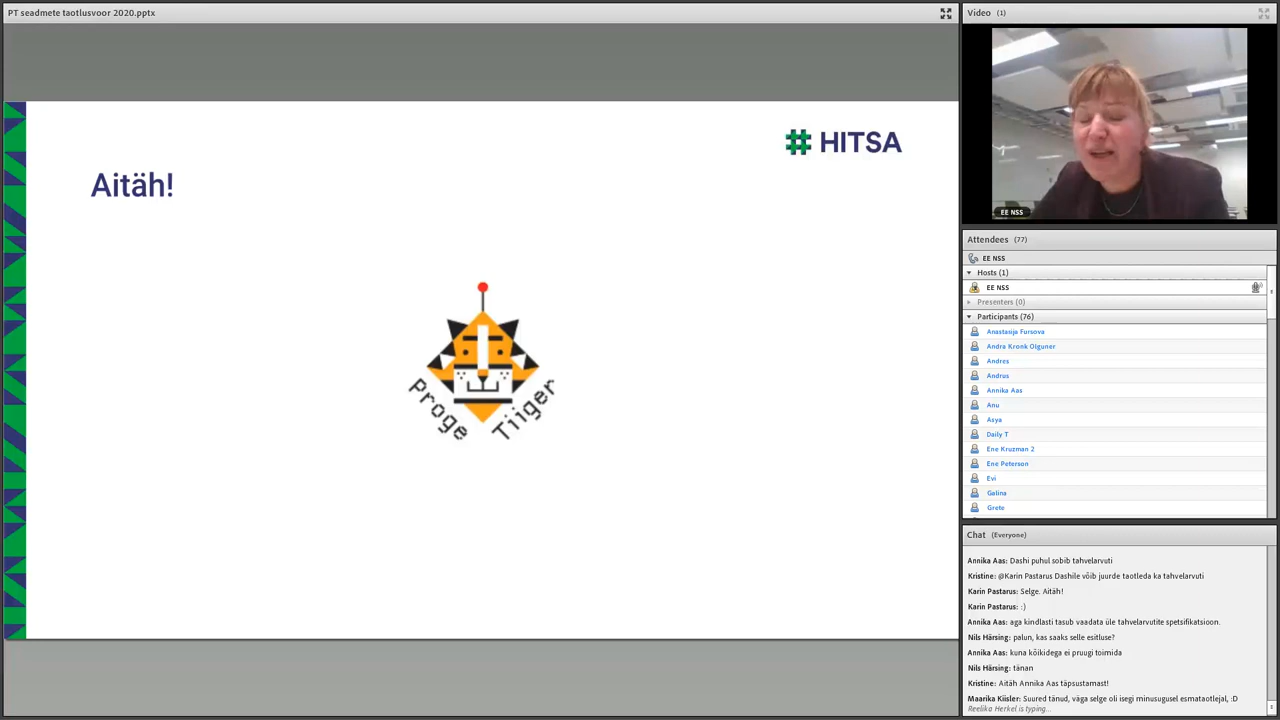 PT seadmete taotlusvoor 2020.pptx
# HITSA
Aitäh!
Proge Tiiger
Video (1)
EE NSS
Attendees (77)
EE NSS
Hosts (1)
EE NSS
Presenters (0)
Participants (76)
Anastasija Fursova
Andra Kronk Olguner
Andres
Andrus
Annika Aas
Anu
Asya
Daily T
Ene Kruzman 2
Ene Peterson
Evi
Galina
Grete
Chat (Everyone)
Annika Aas: Dashi puhul sobib tahvelarvuti
Kristine: @Karin Pastarus Dashile võib juurde taotleda ka tahvelarvuti
Karin Pastarus: Selge. Aitäh!
Karin Pastarus: :)
Annika Aas: aga kindlasti tasub vaadata üle tahvelarvutite spetsifikatsioon.
Nils Härsing: palun, kas saaks selle esitluse?
Annika Aas: kuna kõikidega ei pruugi toimida
Nils Härsing: tänan
Kristine: Aitäh Annika Aas täpsustamast!
Maarika Kiisler: Suured tänud, väga selge oli isegi minusugusel esmataotlejal, :D
Reelika Herkel is typing...